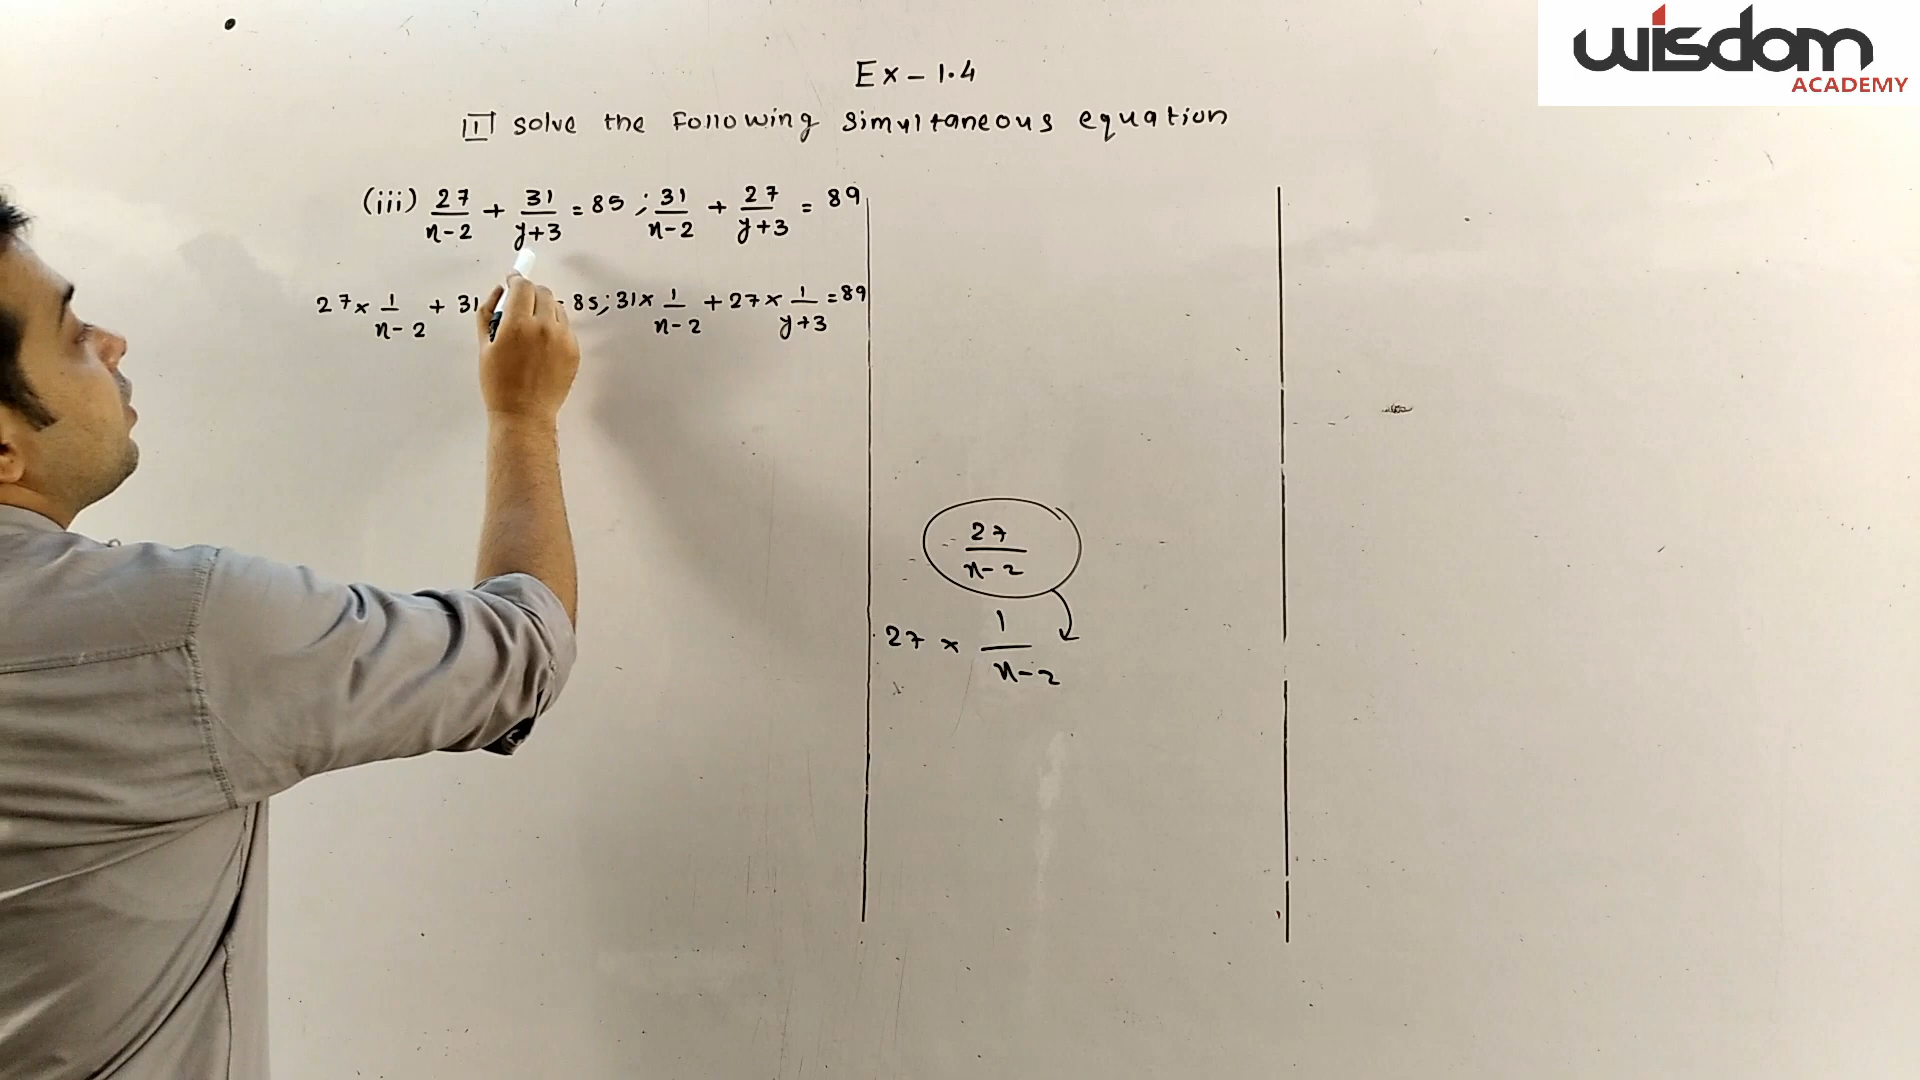 wisdom
ACADEMY
Ex - 1.4
1 solve the Following simultaneous equation
(iii) 27/x-2 + 31/y+3 = 85 ; 31/x-2 + 27/y+3 = 89
27 × 1/x-2 + 31 = 85; 31 × 1/x-2 + 27 × 1/y+3 = 89
27/x-2
27 × 1/x-2